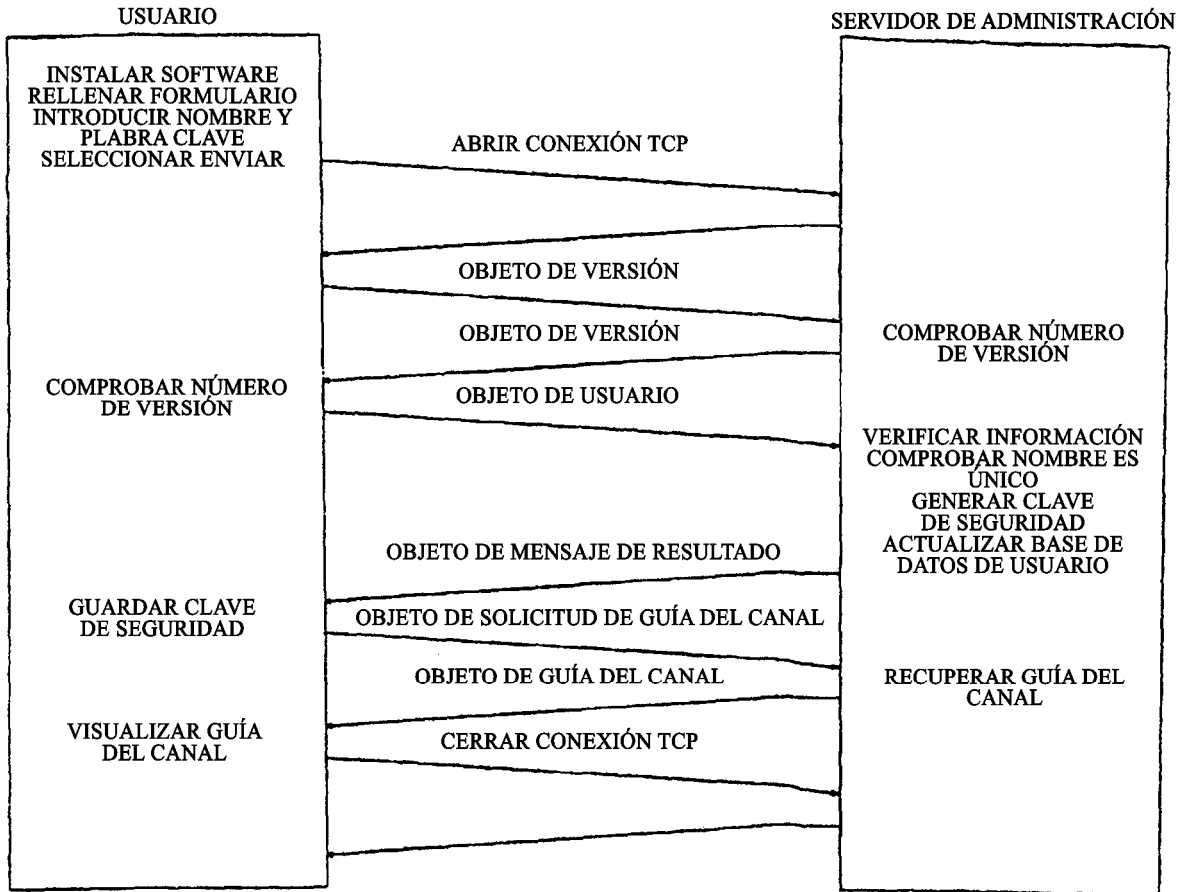 USUARIO
SERVIDOR DE ADMINISTRACIÓN
INSTALAR SOFTWARE
RELLENAR FORMULARIO
INTRODUCIR NOMBRE Y
PLABRA CLAVE
SELECCIONAR ENVIAR
ABRIR CONEXIÓN TCP
OBJETO DE VERSIÓN
OBJETO DE VERSIÓN
COMPROBAR NÚMERO
DE VERSIÓN
COMPROBAR NÚMERO
DE VERSIÓN
OBJETO DE USUARIO
VERIFICAR INFORMACIÓN
COMPROBAR NOMBRE ES
ÚNICO
GENERAR CLAVE
DE SEGURIDAD
ACTUALIZAR BASE DE
DATOS DE USUARIO
OBJETO DE MENSAJE DE RESULTADO
GUARDAR CLAVE
DE SEGURIDAD
OBJETO DE SOLICITUD DE GUÍA DEL CANAL
OBJETO DE GUÍA DEL CANAL
RECUPERAR GUÍA DEL
CANAL
VISUALIZAR GUÍA
DEL CANAL
CERRAR CONEXIÓN TCP